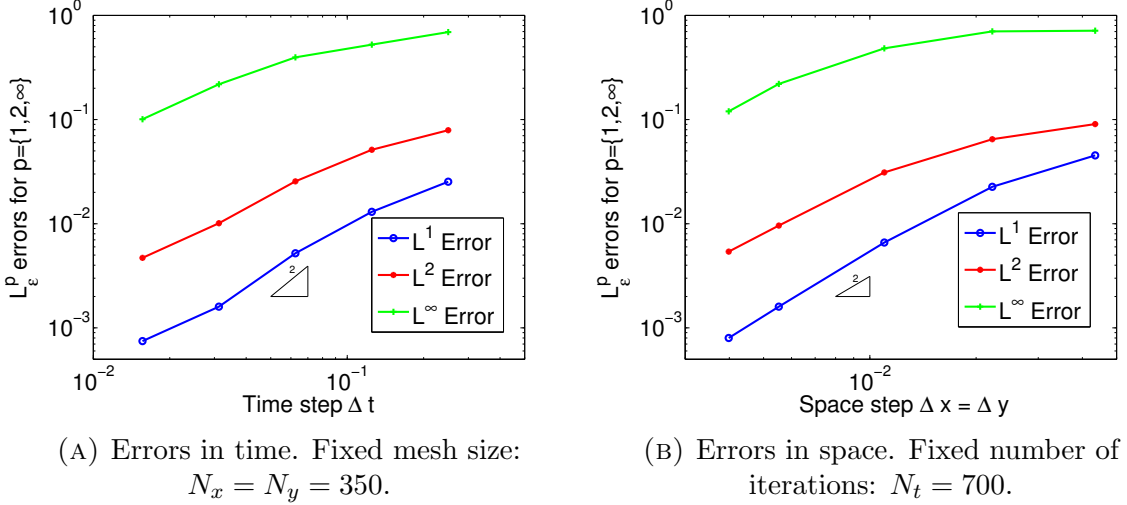 10^0
10^-1
10^-2
10^-3
L^p_ε errors for p={1,2,∞}
2
L^1 Error
L^2 Error
L^∞ Error
10^-2
10^-1
Time step Δ t
(A) Errors in time. Fixed mesh size:
N_x = N_y = 350.
10^0
10^-1
10^-2
10^-3
L^p_ε errors for p={1,2,∞}
2
L^1 Error
L^2 Error
L^∞ Error
10^-2
Space step Δ x = Δ y
(B) Errors in space. Fixed number of
iterations: N_t = 700.